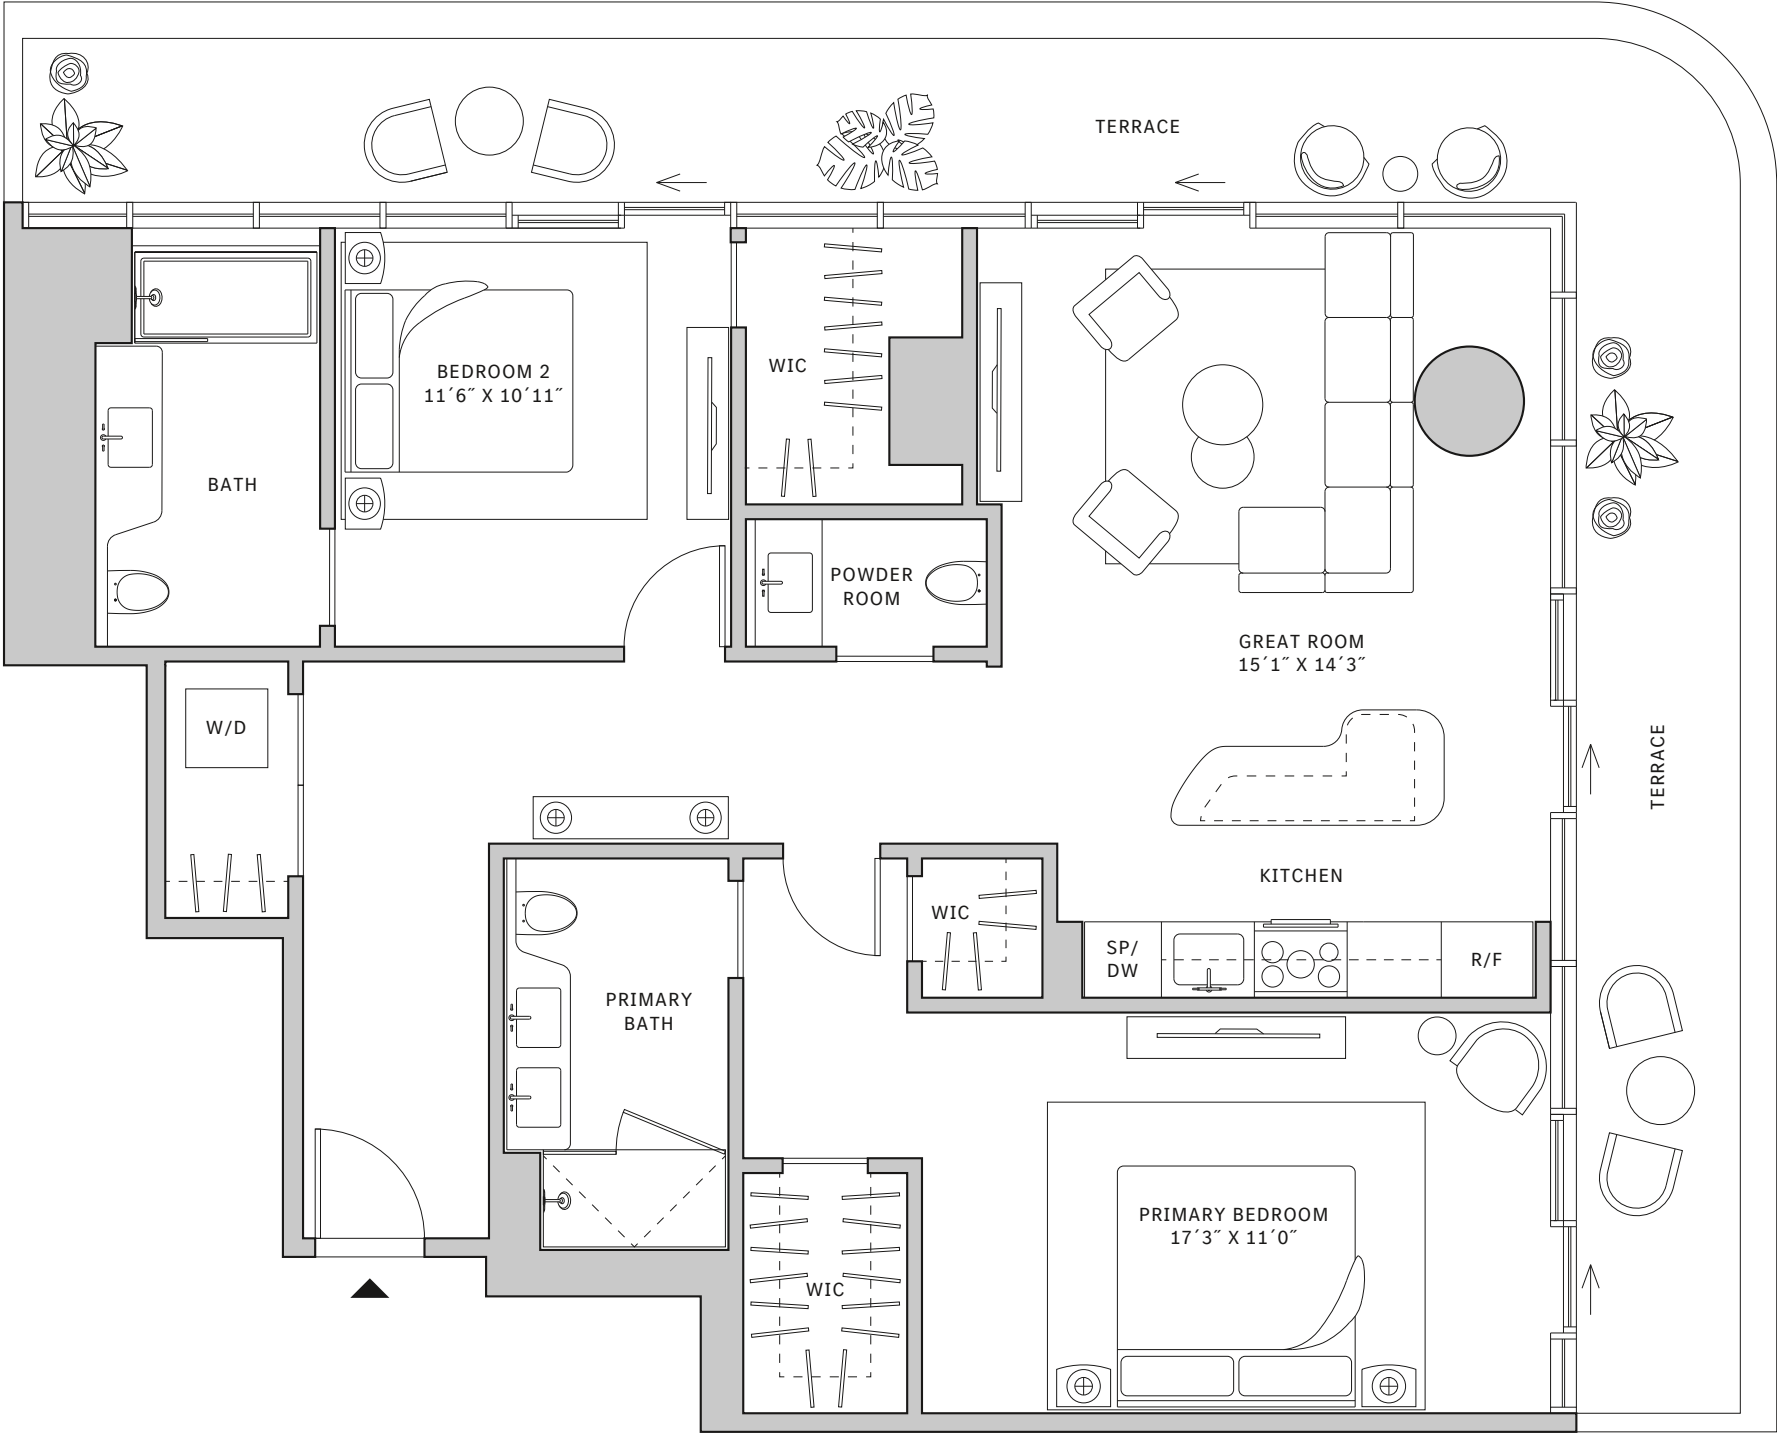 TERRACE
BEDROOM 2
11´6˝ X 10´11˝
WIC
BATH
POWDER
ROOM
GREAT ROOM
15´1˝ X 14´3˝
W/D
TERRACE
KITCHEN
WIC
SP/
DW
R/F
PRIMARY
BATH
PRIMARY BEDROOM
17´3˝ X 11´0˝
WIC